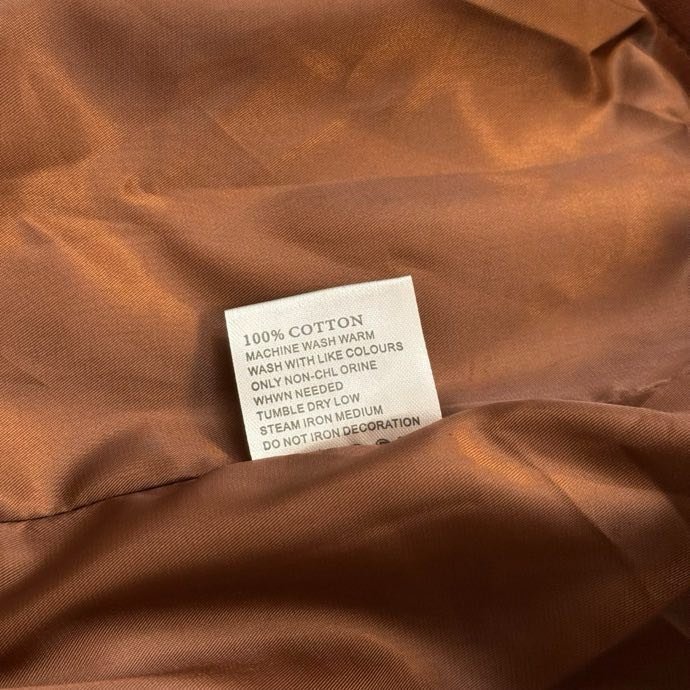 100% COTTON
MACHINE WASH WARM
WASH WITH LIKE COLOURS
ONLY NON-CHL ORINE
WHWN NEEDED
TUMBLE DRY LOW
STEAM IRON MEDIUM
DO NOT IRON DECORATION